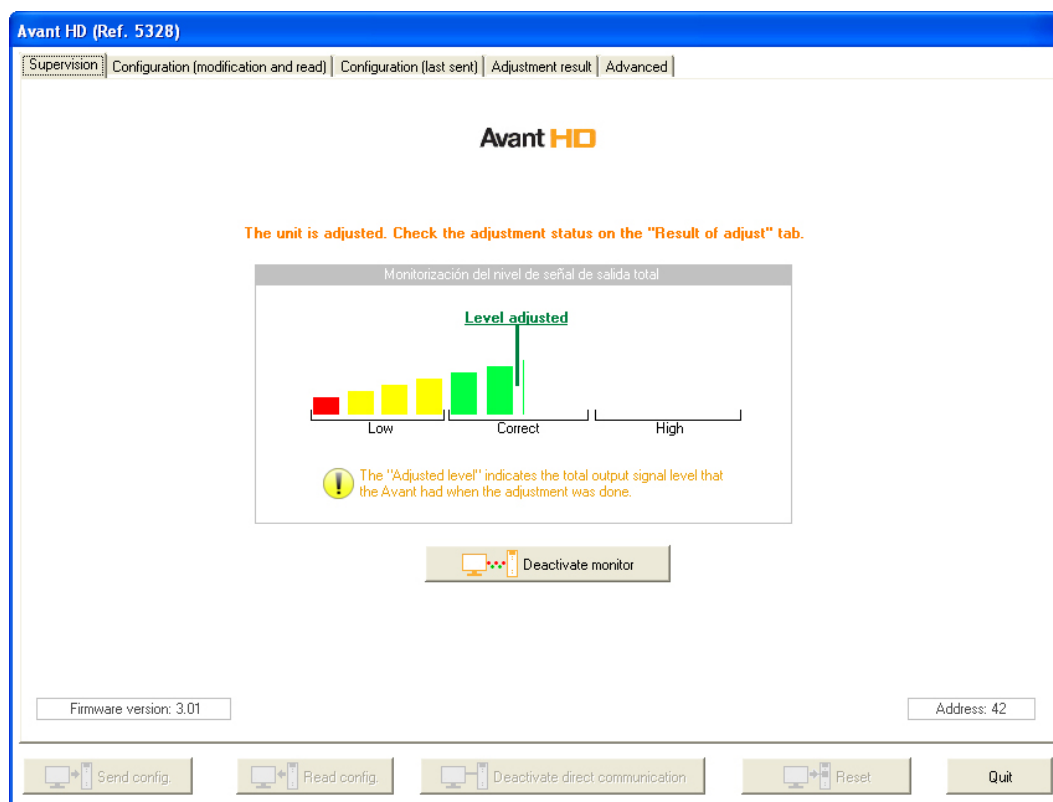 Avant HD (Ref. 5328)
Supervision Configuration (modification and read) Configuration (last sent) Adjustment result Advanced
Avant HD
The unit is adjusted. Check the adjustment status on the "Result of adjust" tab.
Monitorización del nivel de señal de salida total
Level adjusted
Low Correct High
The "Adjusted level" indicates the total output signal level that
the Avant had when the adjustment was done.
Deactivate monitor
Firmware version: 3.01 Address: 42
Send config. Read config. Deactivate direct communication Reset Quit